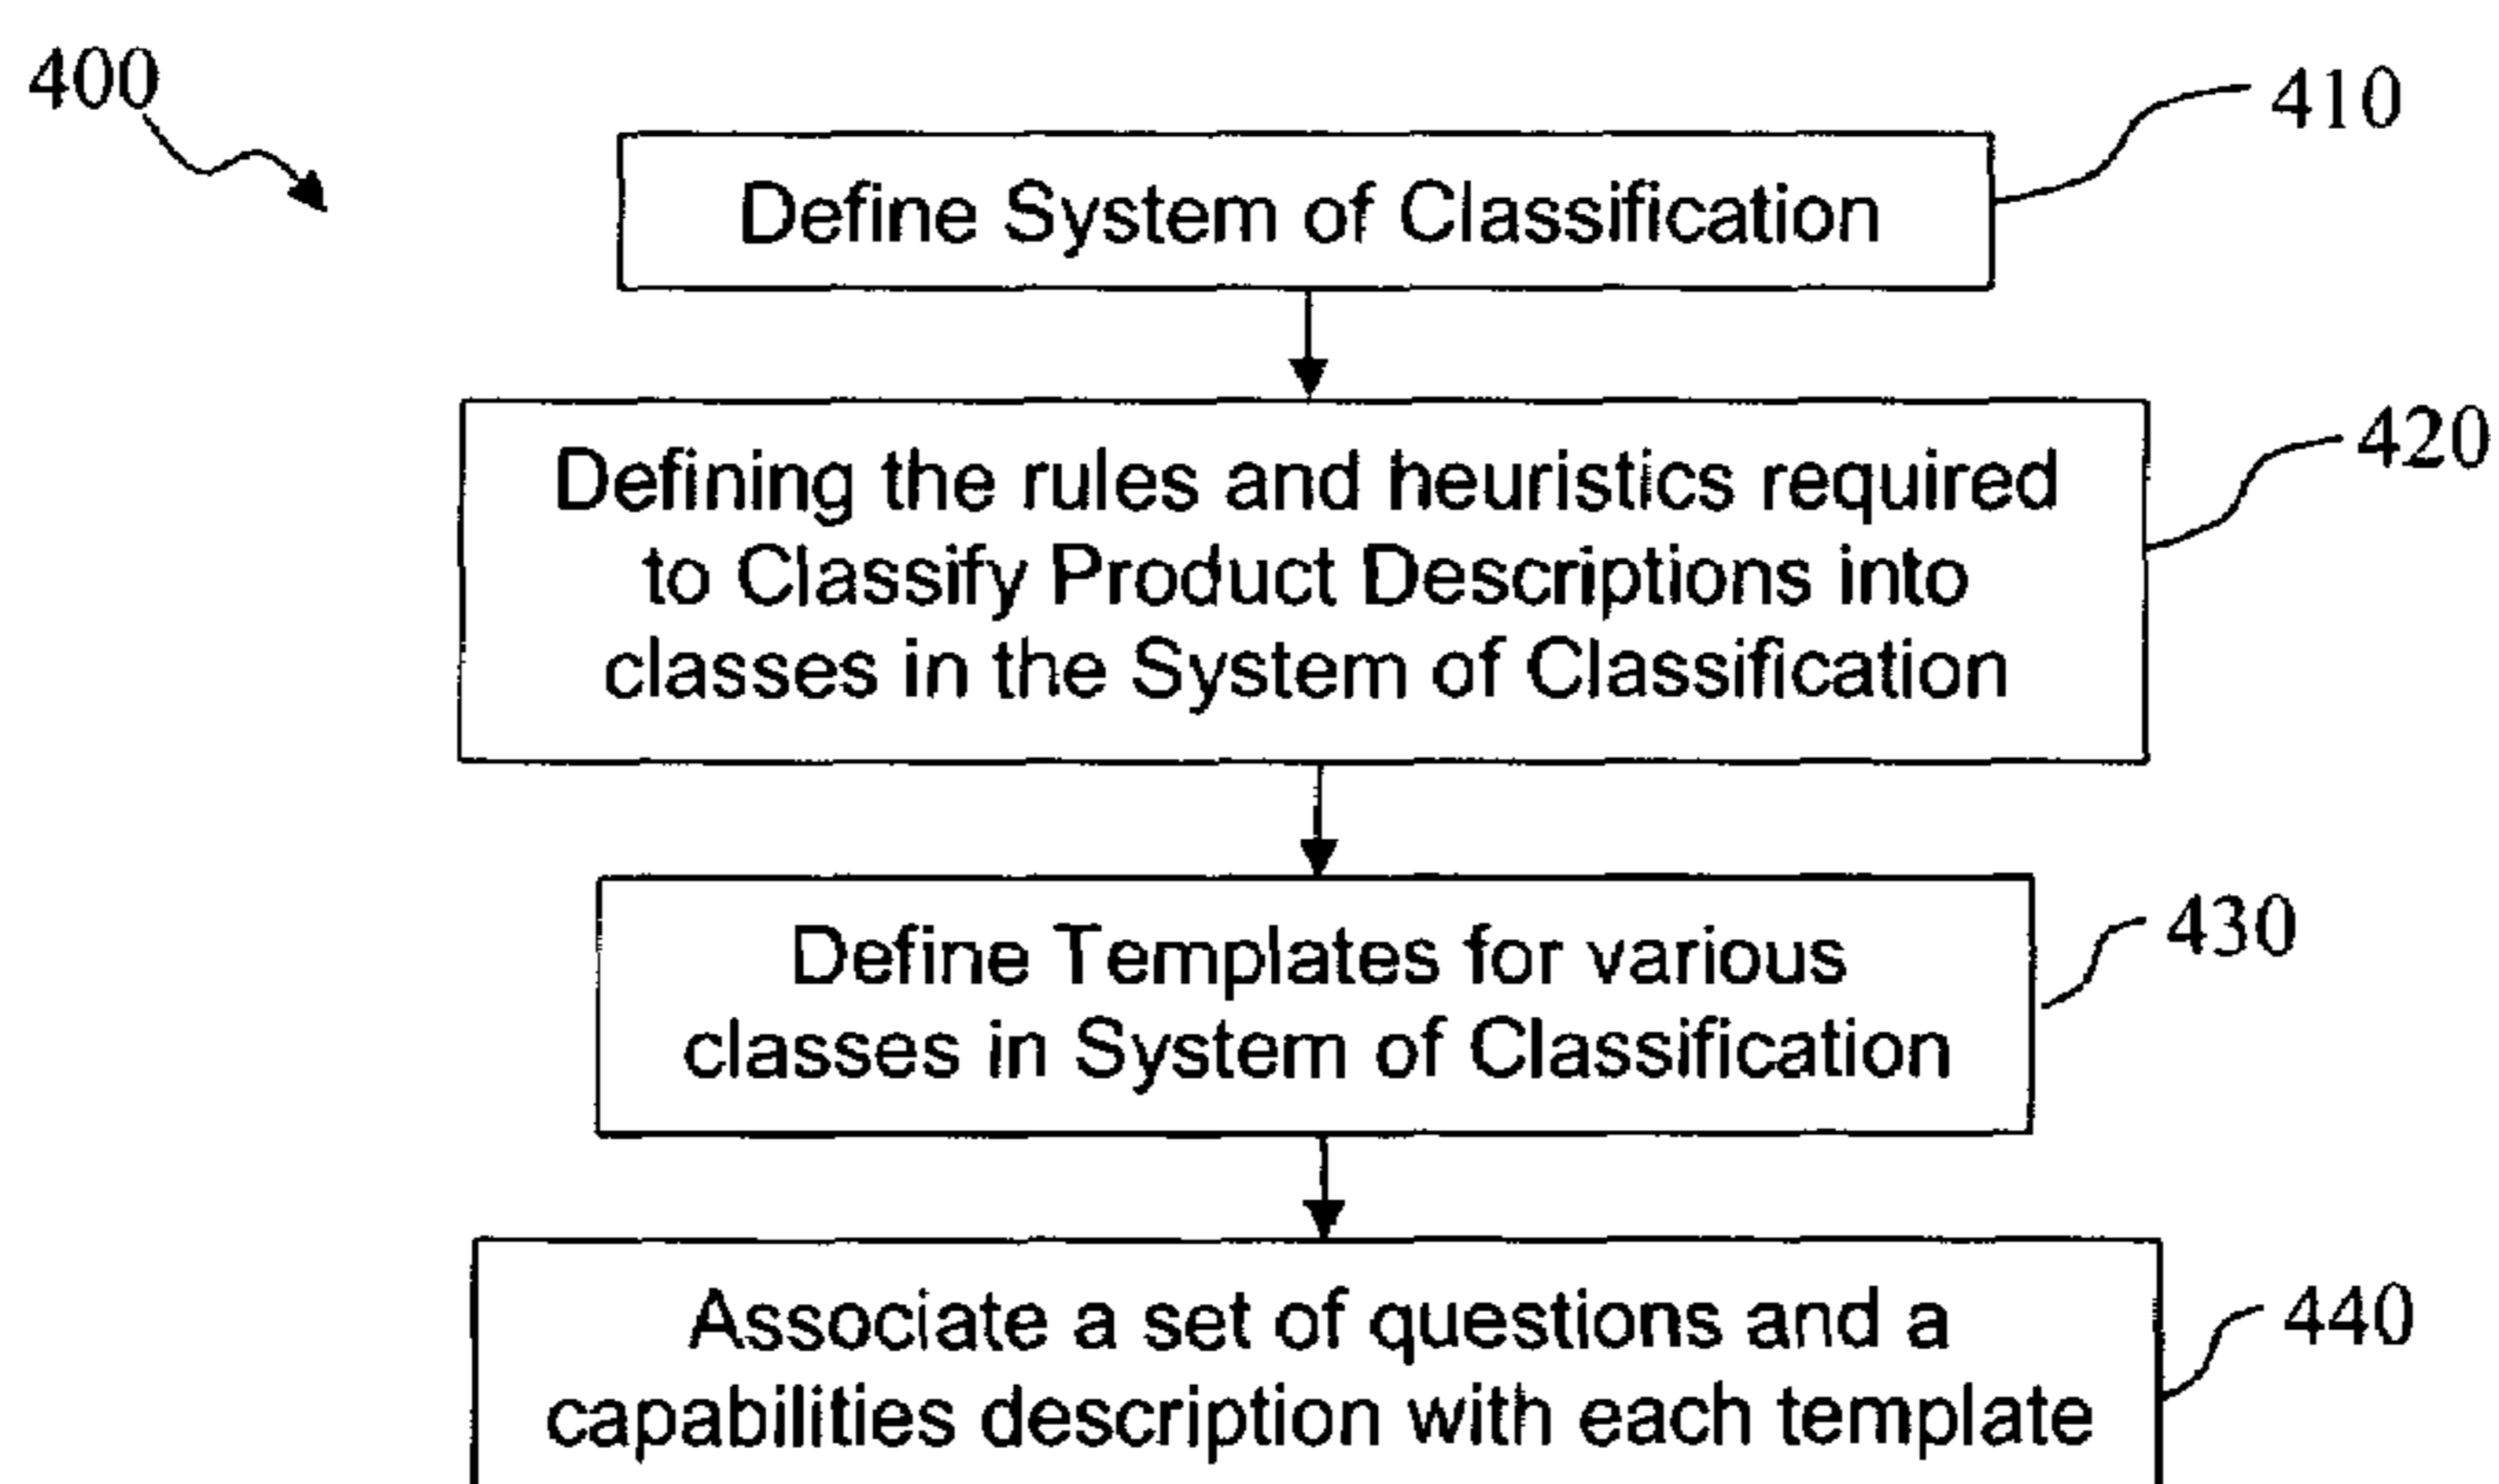 400
410
Define System of Classification
420
Defining the rules and heuristics required
to Classify Product Descriptions into
classes in the System of Classification
430
Define Templates for various
classes in System of Classification
440
Associate a set of questions and a
capabilities description with each template